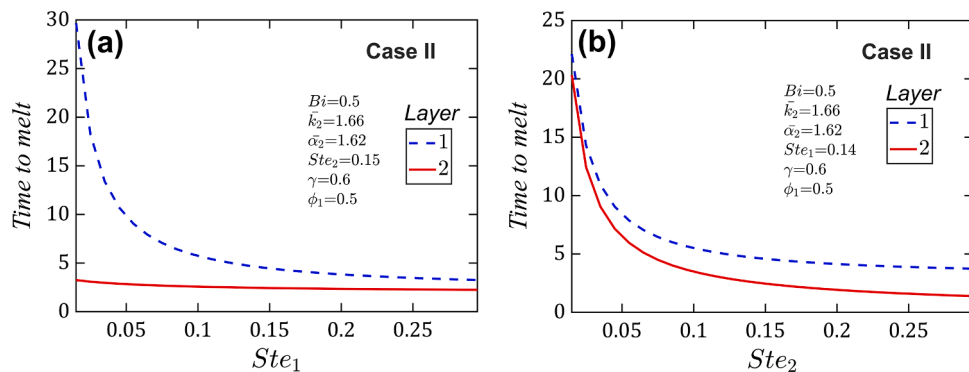 (a)
Case II
Time to melt
30
25
20
15
10
5
0
0.05 0.1 0.15 0.2 0.25
Ste₁
Bi=0.5
k̄₂=1.66
ᾱ₂=1.62
Ste₂=0.15
γ=0.6
ϕ₁=0.5
Layer
1
2
(b)
Case II
Time to melt
25
20
15
10
5
0
0.05 0.1 0.15 0.2 0.25
Ste₂
Bi=0.5
k̄₂=1.66
ᾱ₂=1.62
Ste₁=0.14
γ=0.6
ϕ₁=0.5
Layer
1
2